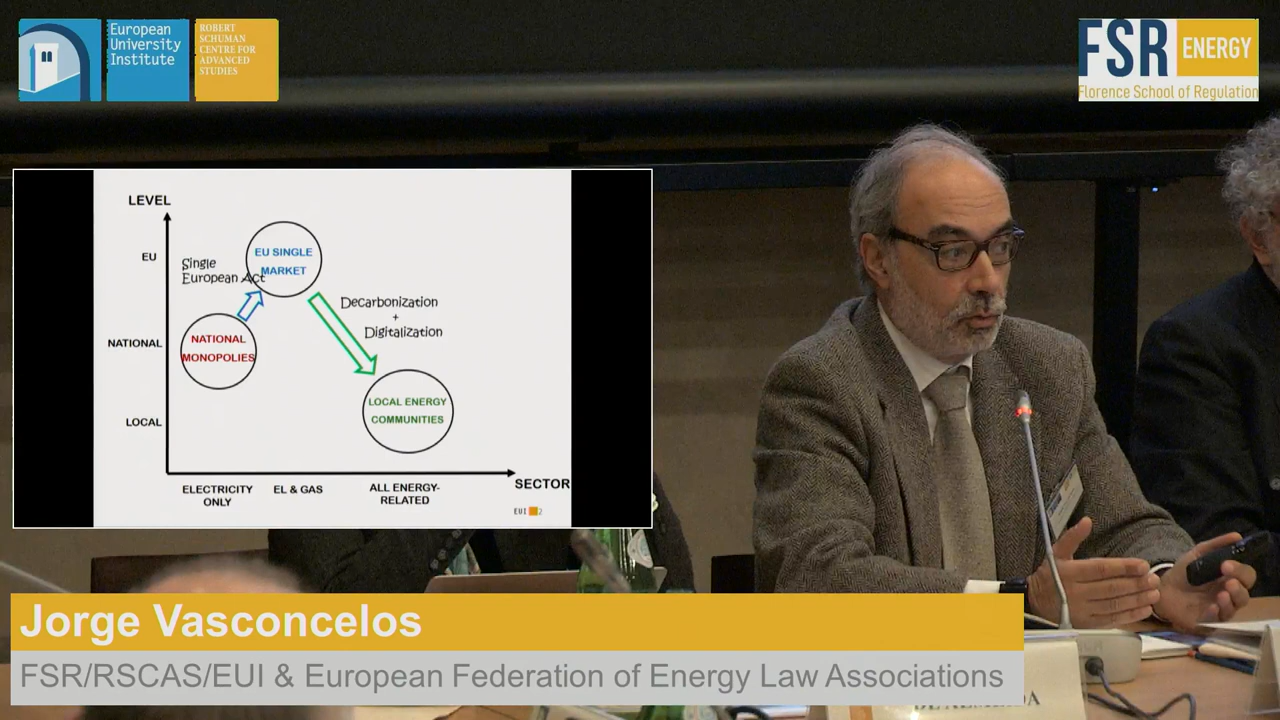 European
University
Institute
ROBERT
SCHUMAN
CENTRE FOR
ADVANCED
STUDIES
FSR ENERGY
Florence School of Regulation
LEVEL
EU
NATIONAL
LOCAL
Single
European Act
EU SINGLE
MARKET
NATIONAL
MONOPOLIES
Decarbonization
+
Digitalization
LOCAL ENERGY
COMMUNITIES
ELECTRICITY
ONLY
EL & GAS
ALL ENERGY-
RELATED
SECTOR
EUI 2
Jorge Vasconcelos
FSR/RSCAS/EUI & European Federation of Energy Law Associations